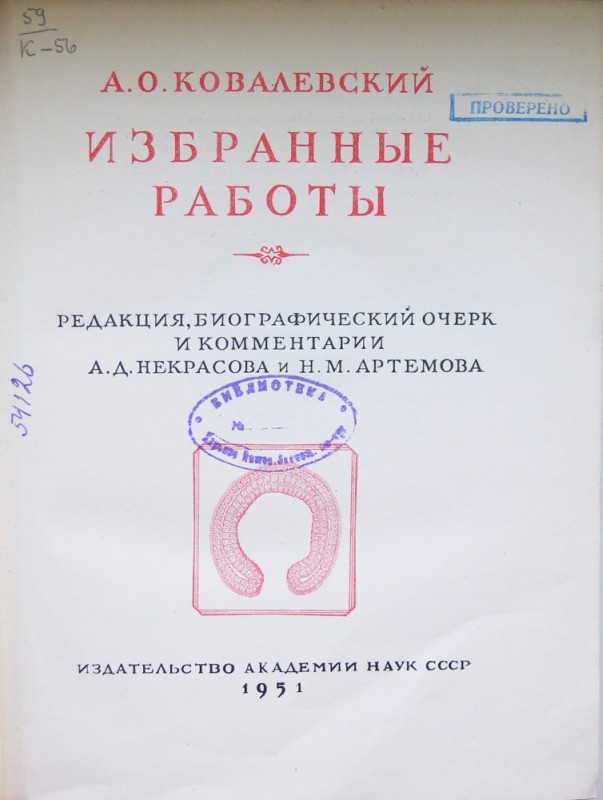 59
К-56
А.О.КОВАЛЕВСКИЙ
ПРОВЕРЕНО
ИЗБРАННЫЕ
РАБОТЫ
РЕДАКЦИЯ, БИОГРАФИЧЕСКИЙ ОЧЕРК
И КОММЕНТАРИИ
А.Д.НЕКРАСОВА и Н.М.АРТЕМОВА
54126
БИБЛИОТЕКА
№
ИЗДАТЕЛЬСТВО АКАДЕМИИ НАУК СССР
1951